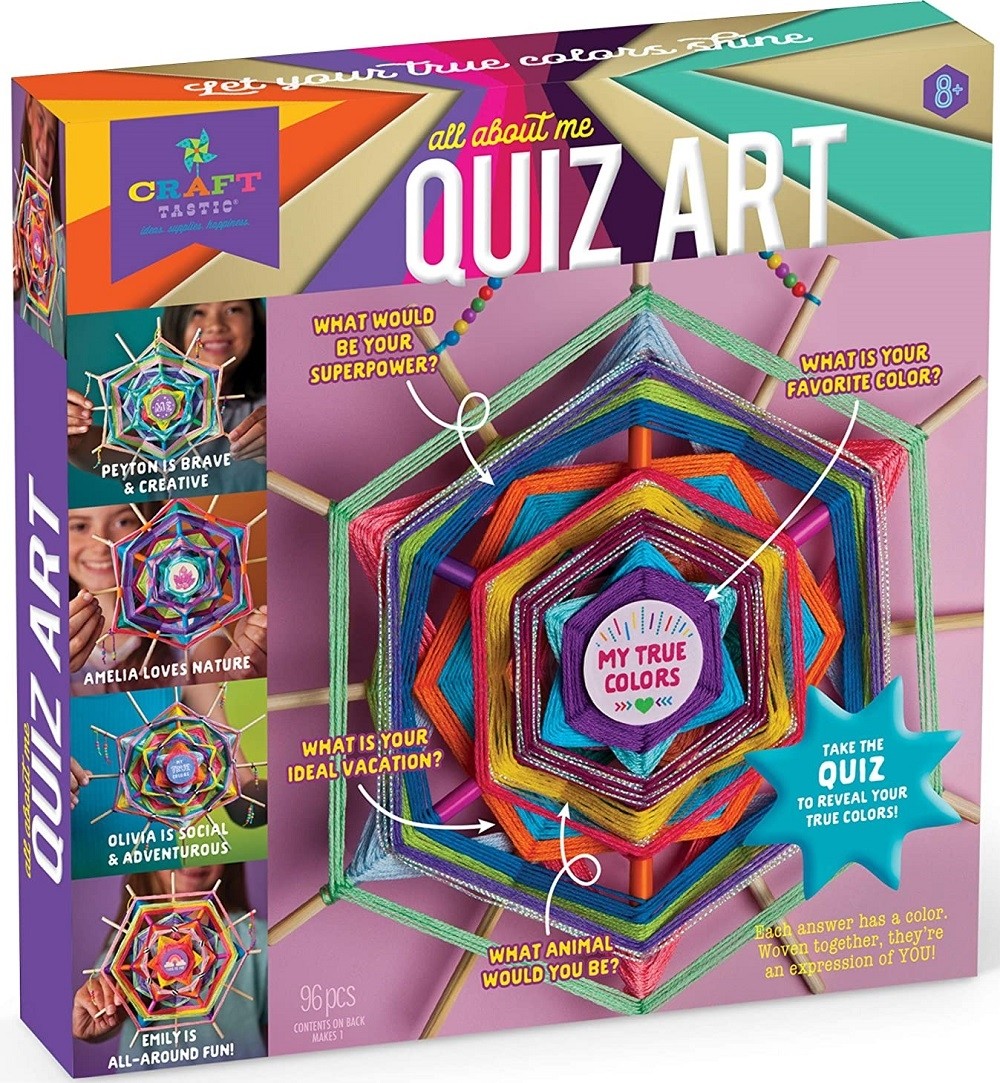 Let your true colors shine
8+
all about me
QUIZ ART
CRAFT
TASTIC®
ideas. supplies. happiness.
WHAT WOULD
BE YOUR
SUPERPOWER?
WHAT IS YOUR
FAVORITE COLOR?
ME
PEYTON IS BRAVE
& CREATIVE
AMELIA LOVES NATURE
MY
TRUE
COLORS
OLIVIA IS SOCIAL
& ADVENTUROUS
EMILY IS
ALL-AROUND FUN!
MY TRUE
COLORS
WHAT IS YOUR
IDEAL VACATION?
TAKE THE
QUIZ
TO REVEAL YOUR
TRUE COLORS!
WHAT ANIMAL
WOULD YOU BE?
Each answer has a color.
Woven together, they're
an expression of YOU!
96 pcs
CONTENTS ON BACK
MAKES 1
all about me
QUIZ ART